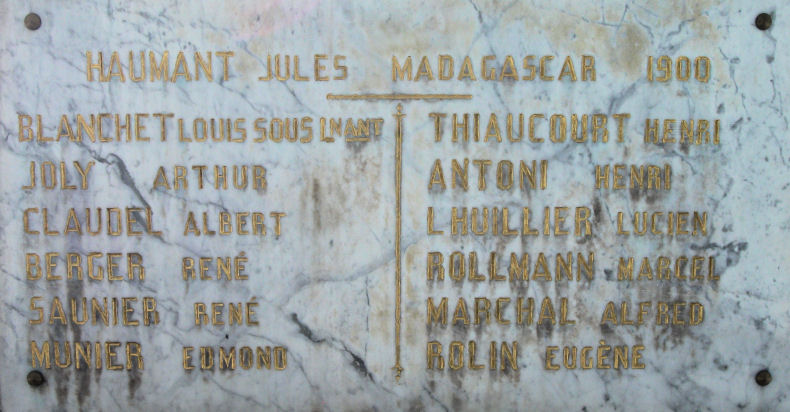 HAUMANT JULES MADAGASCAR 1900
BLANCHET LOUIS SOUS LNANT
JOLY ARTHUR
CLAUDEL ALBERT
BERGER RENÉ
SAUNIER RENÉ
MUNIER EDMOND
THIAUCOURT HENRI
ANTONI HENRI
LHUILLIER LUCIEN
ROLLMANN MARCEL
MARCHAL ALFRED
ROLIN EUGÈNE